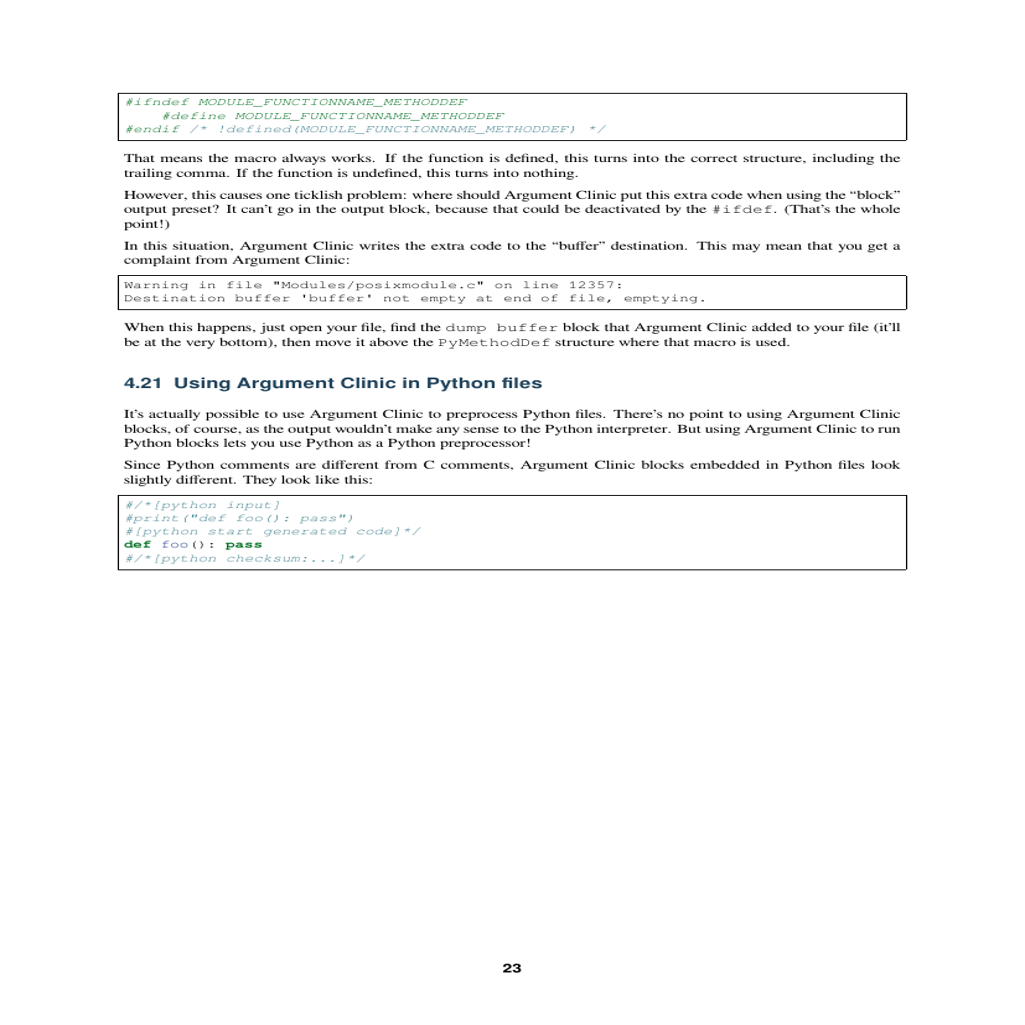 #ifndef MODULE_FUNCTIONNAME_METHODDEF
    #define MODULE_FUNCTIONNAME_METHODDEF
#endif /* !defined(MODULE_FUNCTIONNAME_METHODDEF) */
That means the macro always works. If the function is defined, this turns into the correct structure, including the
trailing comma. If the function is undefined, this turns into nothing.
However, this causes one ticklish problem: where should Argument Clinic put this extra code when using the “block”
output preset? It can’t go in the output block, because that could be deactivated by the #ifdef. (That’s the whole
point!)
In this situation, Argument Clinic writes the extra code to the “buffer” destination. This may mean that you get a
complaint from Argument Clinic:
Warning in file "Modules/posixmodule.c" on line 12357:
Destination buffer 'buffer' not empty at end of file, emptying.
When this happens, just open your file, find the dump buffer block that Argument Clinic added to your file (it’ll
be at the very bottom), then move it above the PyMethodDef structure where that macro is used.
4.21 Using Argument Clinic in Python files
It’s actually possible to use Argument Clinic to preprocess Python files. There’s no point to using Argument Clinic
blocks, of course, as the output wouldn’t make any sense to the Python interpreter. But using Argument Clinic to run
Python blocks lets you use Python as a Python preprocessor!
Since Python comments are different from C comments, Argument Clinic blocks embedded in Python files look
slightly different. They look like this:
#/*[python input]
#print("def foo(): pass")
#[python start generated code]*/
def foo(): pass
#/*[python checksum:...]*/
23